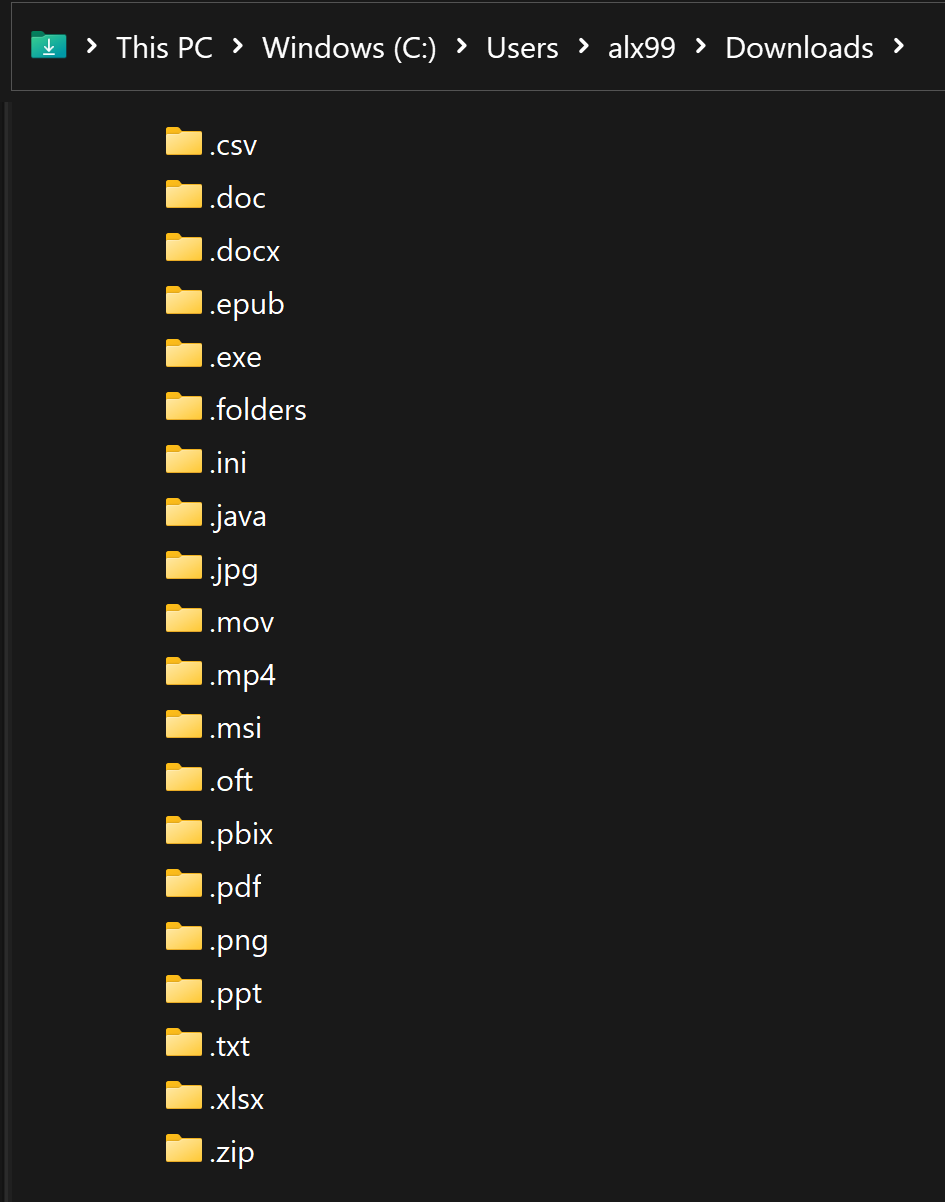 This PC > Windows (C:) > Users > alx99 > Downloads >
.csv
.doc
.docx
.epub
.exe
.folders
.ini
.java
.jpg
.mov
.mp4
.msi
.oft
.pbix
.pdf
.png
.ppt
.txt
.xlsx
.zip